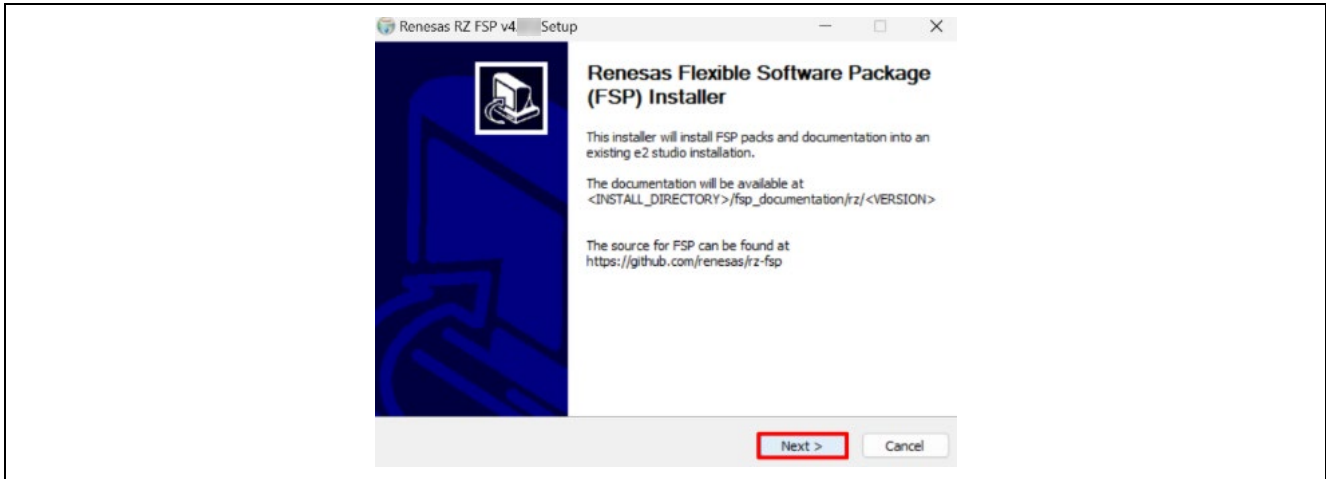 Renesas RZ FSP v4. Setup
Renesas Flexible Software Package
(FSP) Installer
This installer will install FSP packs and documentation into an
existing e2 studio installation.
The documentation will be available at
<INSTALL_DIRECTORY>/fsp_documentation/rz/<VERSION>
The source for FSP can be found at
https://github.com/renesas/rz-fsp
Next >
Cancel